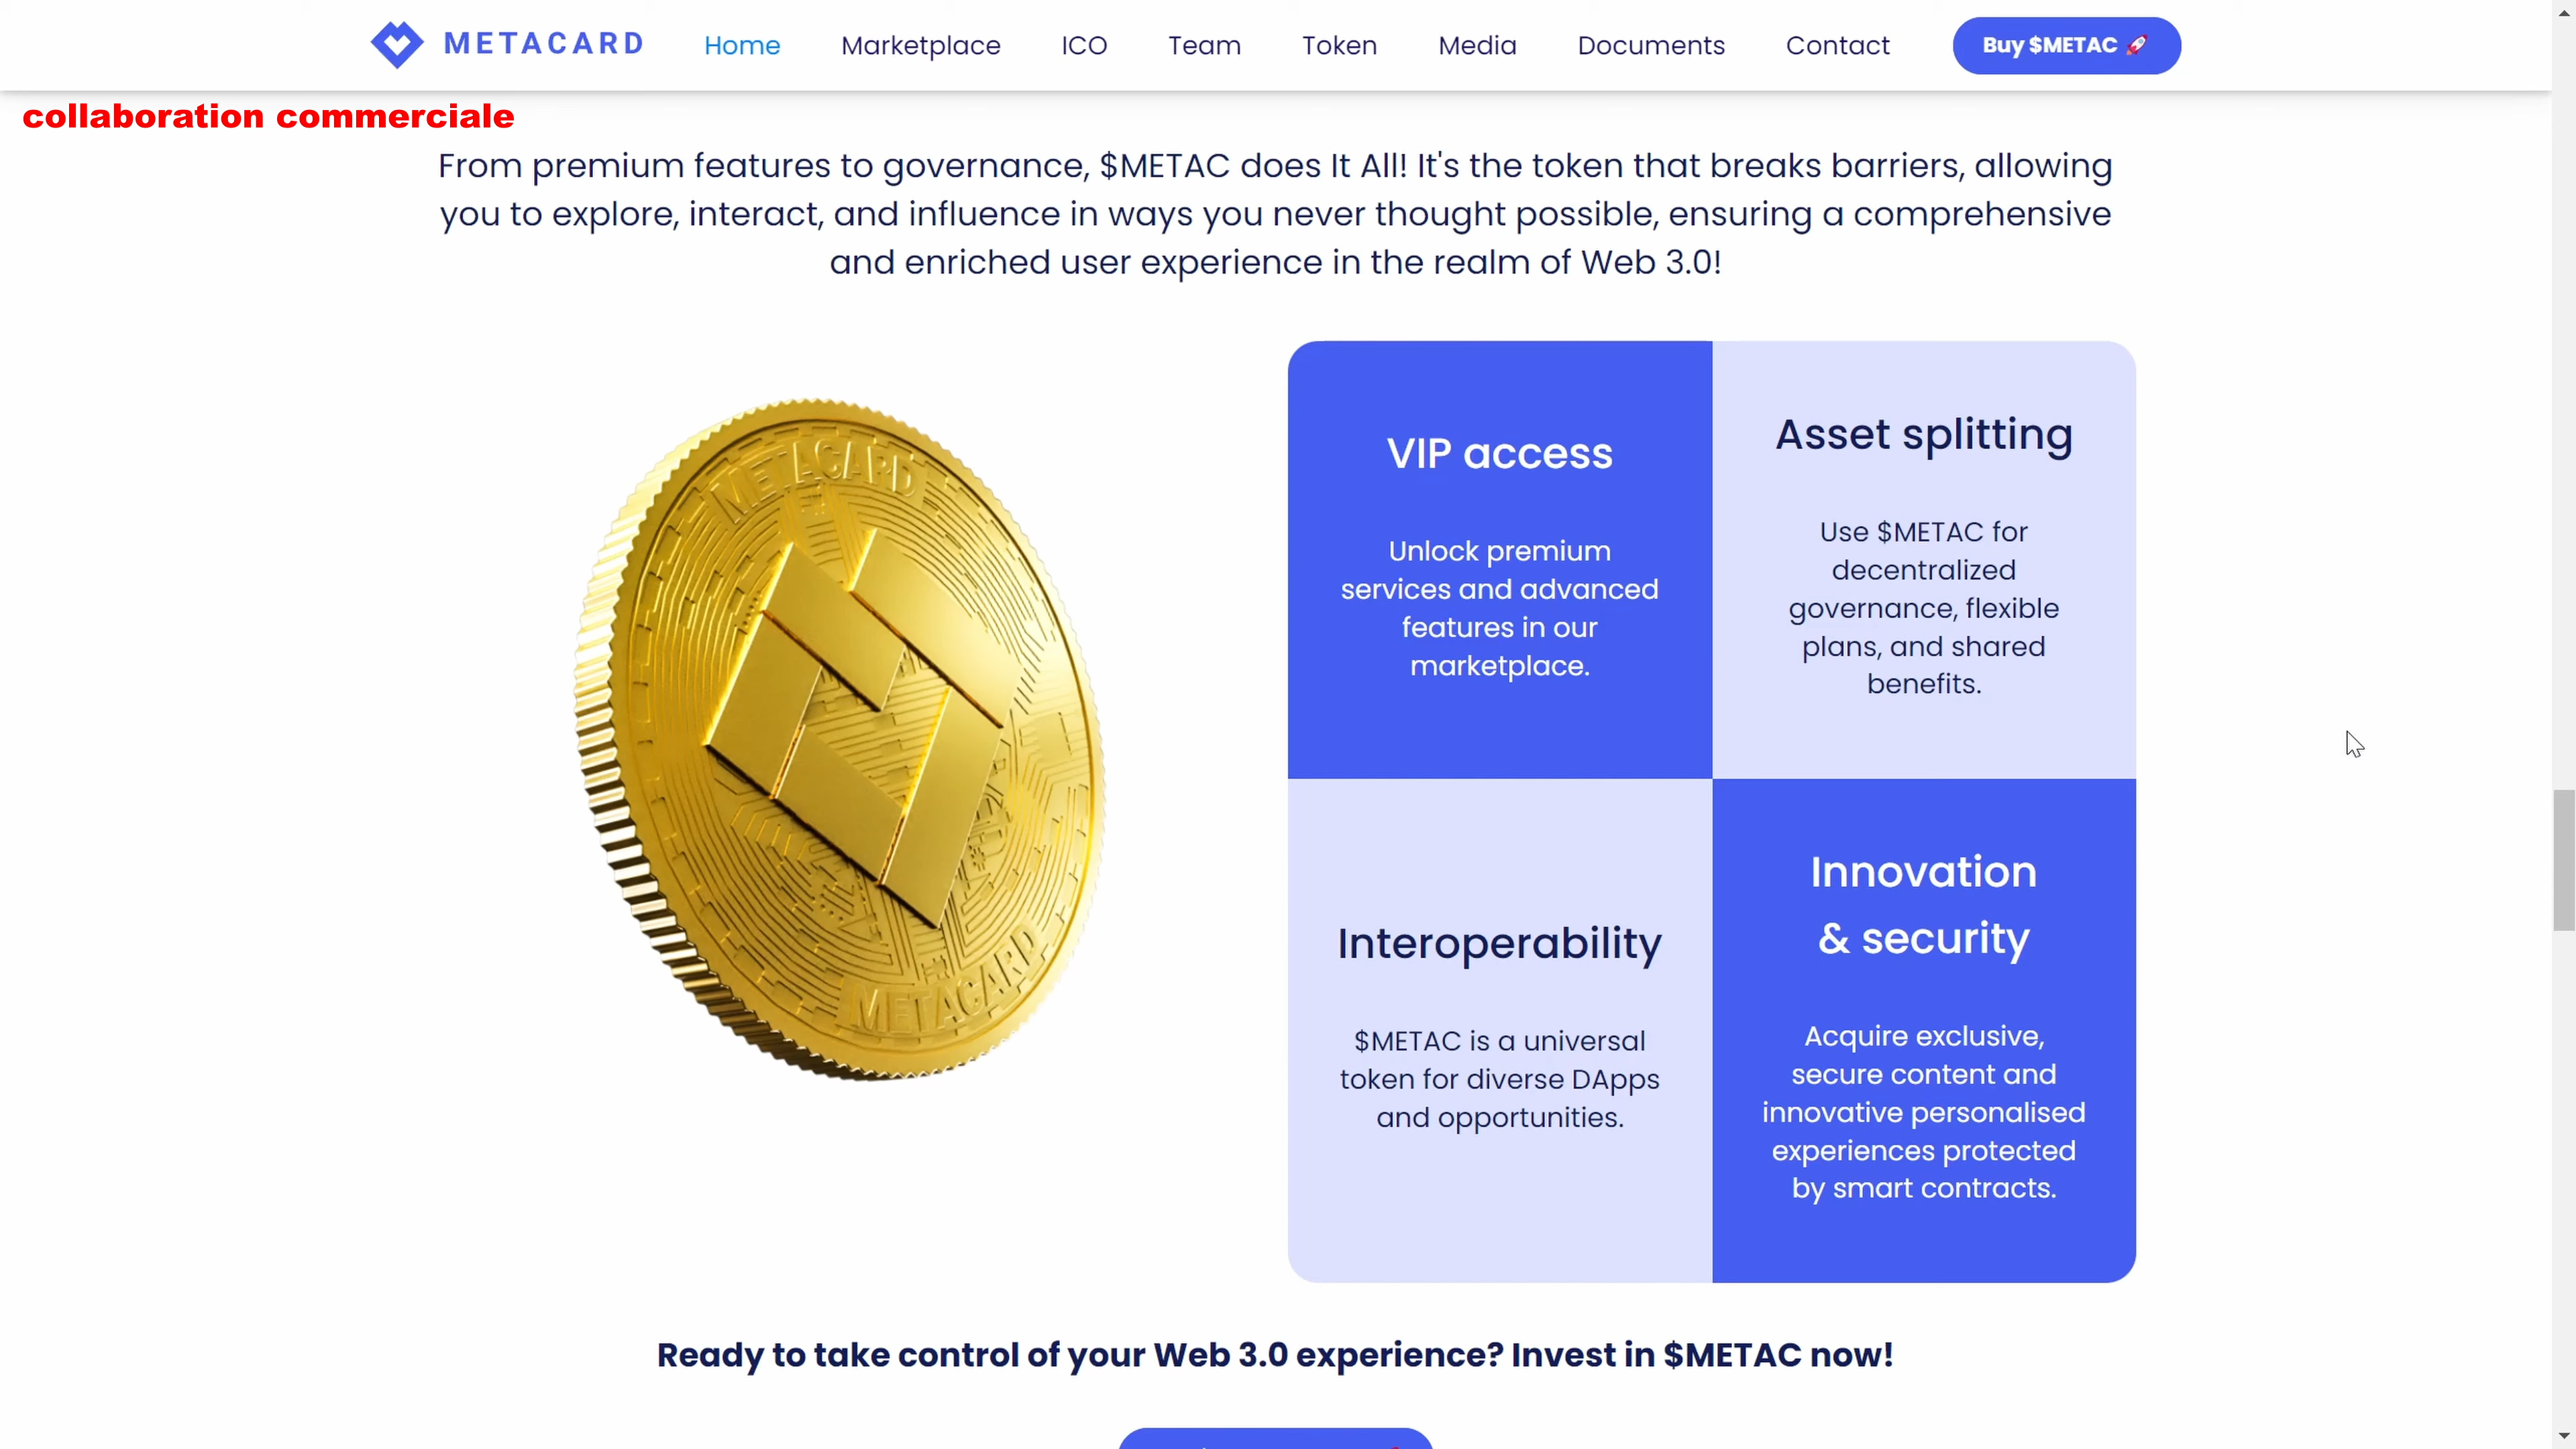 METACARD Home Marketplace ICO Team Token Media Documents Contact Buy $METAC 🚀
collaboration commerciale
From premium features to governance, $METAC does It All! It's the token that breaks barriers, allowing
you to explore, interact, and influence in ways you never thought possible, ensuring a comprehensive
and enriched user experience in the realm of Web 3.0!
METACARD
METACARD
VIP access
Unlock premium
services and advanced
features in our
marketplace.
Asset splitting
Use $METAC for
decentralized
governance, flexible
plans, and shared
benefits.
Interoperability
$METAC is a universal
token for diverse DApps
and opportunities.
Innovation
& security
Acquire exclusive,
secure content and
innovative personalised
experiences protected
by smart contracts.
Ready to take control of your Web 3.0 experience? Invest in $METAC now!